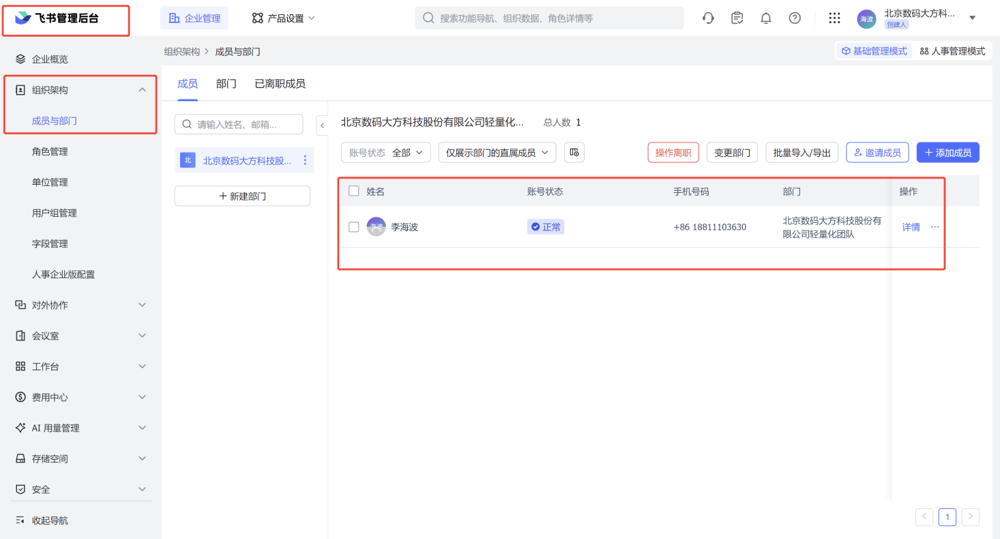 飞书管理后台
企业管理
产品设置
搜索功能导航、组织数据、角色详情等
海波
北京数码大方科...
创建人
企业概览
组织架构
成员与部门
角色管理
单位管理
用户组管理
字段管理
人事企业版配置
对外协作
会议室
工作台
费用中心
AI 用量管理
存储空间
安全
收起导航
组织架构 > 成员与部门
基础管理模式
人事管理模式
成员
部门
已离职成员
请输入姓名、邮箱...
北
北京数码大方科技股...
+ 新建部门
北京数码大方科技股份有限公司轻量化...
总人数 1
账号状态 全部
仅展示部门的直属成员
操作离职
变更部门
批量导入/导出
邀请成员
+ 添加成员
姓名
账号状态
手机号码
部门
操作
海波
李海波
正常
+86 18811103630
北京数码大方科技股份有
限公司轻量化团队
详情
...
< 1 >